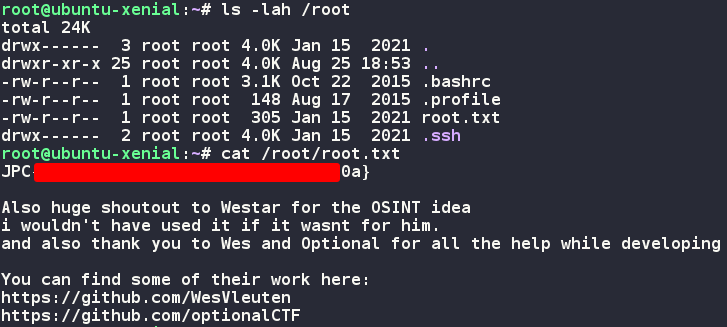 root@ubuntu-xenial:~# ls -lah /root
total 24K
drwx------  3 root root 4.0K Jan 15  2021 .
drwxr-xr-x 25 root root 4.0K Aug 25 18:53 ..
-rw-r--r--  1 root root 3.1K Oct 22  2015 .bashrc
-rw-r--r--  1 root root  148 Aug 17  2015 .profile
-rw-r--r--  1 root root  305 Jan 15  2021 root.txt
drwx------  2 root root 4.0K Jan 15  2021 .ssh
root@ubuntu-xenial:~# cat /root/root.txt
JPC 0a}
Also huge shoutout to Westar for the OSINT idea
i wouldn't have used it if it wasnt for him.
and also thank you to Wes and Optional for all the help while developing
You can find some of their work here:
https://github.com/WesVleuten
https://github.com/optionalCTF